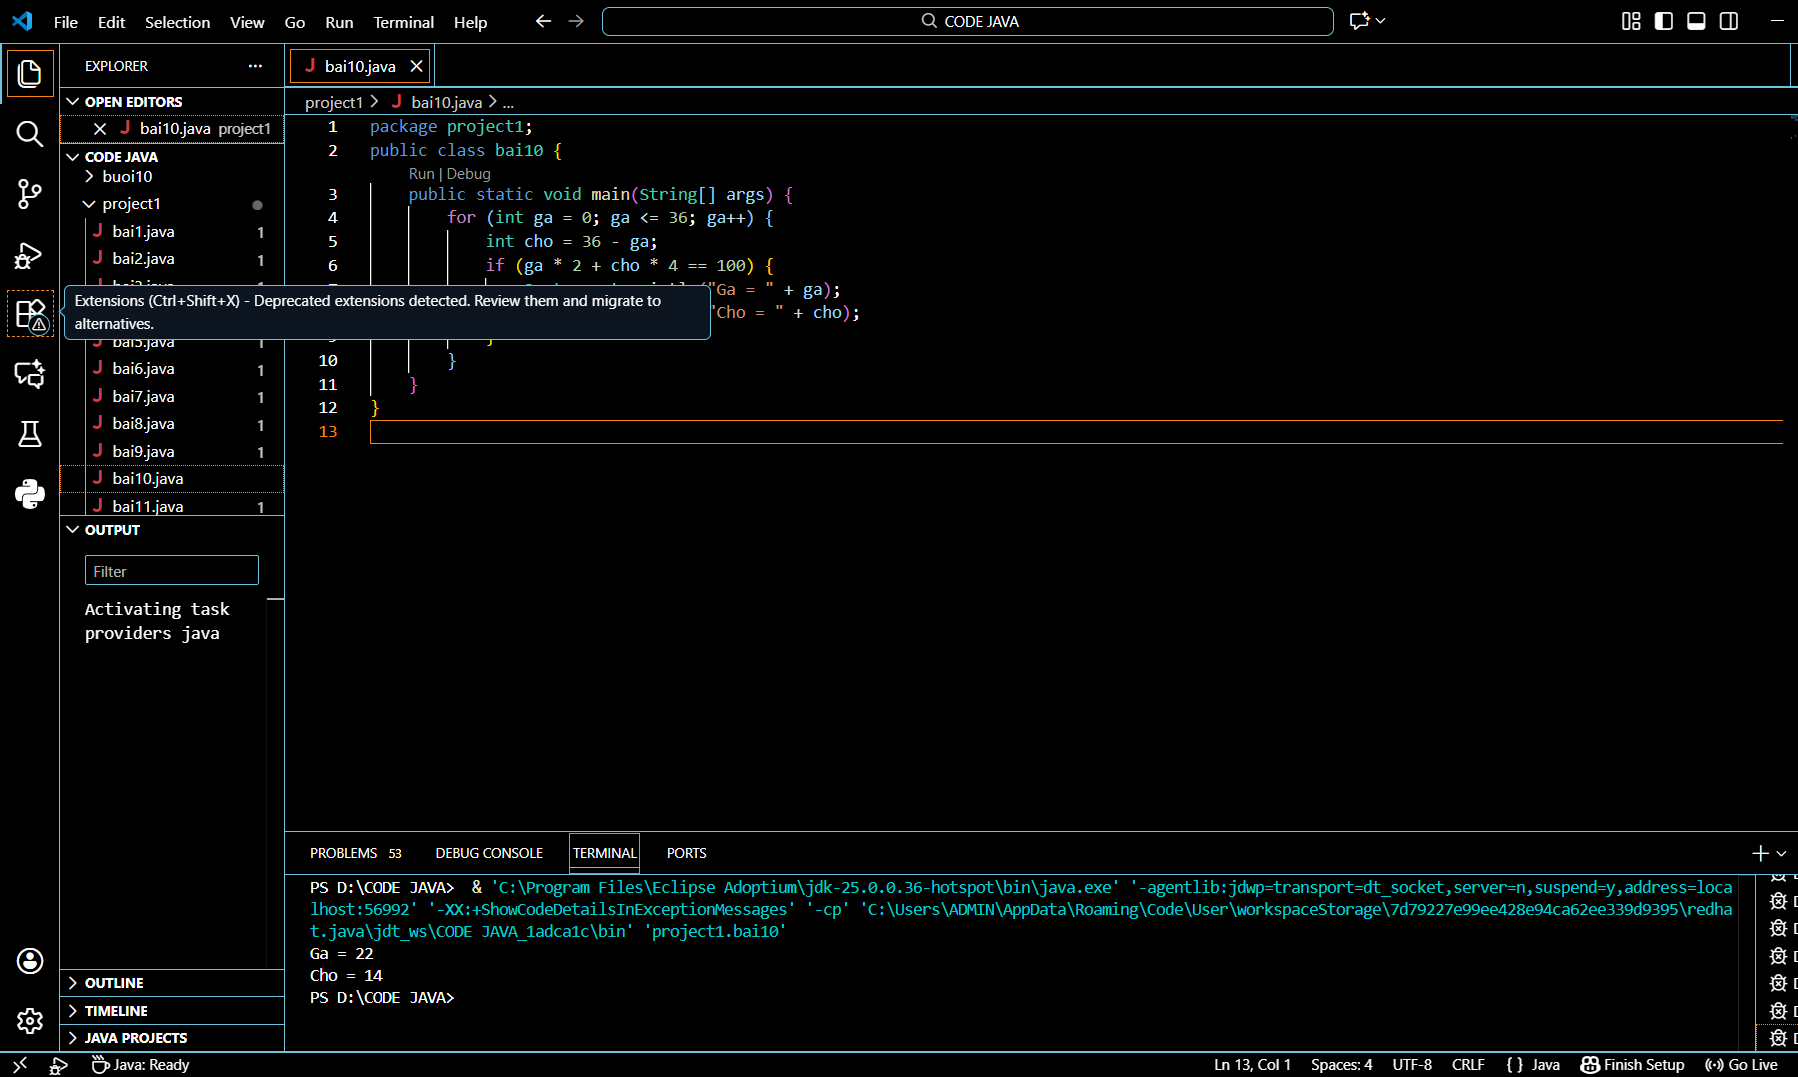 File Edit Selection View Go Run Terminal Help
CODE JAVA
EXPLORER
OPEN EDITORS
bai10.java project1
CODE JAVA
buoi10
project1
bai1.java 1
bai2.java 1
Extensions (Ctrl+Shift+X) - Deprecated extensions detected. Review them and migrate to
alternatives.
bai5.java 1
bai6.java 1
bai7.java 1
bai8.java 1
bai9.java 1
bai10.java
bai11.java 1
OUTPUT
Filter
Activating task
providers java
OUTLINE
TIMELINE
JAVA PROJECTS
bai10.java
project1 > bai10.java > ...
1 package project1;
2 public class bai10 {
Run | Debug
3 public static void main(String[] args) {
4 for (int ga = 0; ga <= 36; ga++) {
5 int cho = 36 - ga;
6 if (ga * 2 + cho * 4 == 100) {
"Ga = " + ga);
"Cho = " + cho);
}
10 }
11 }
12 }
13
PROBLEMS 53 DEBUG CONSOLE TERMINAL PORTS
PS D:\CODE JAVA> & 'C:\Program Files\Eclipse Adoptium\jdk-25.0.0.36-hotspot\bin\java.exe' '-agentlib:jdwp=transport=dt_socket,server=n,suspend=y,address=loca
lhost:56992' '-XX:+ShowCodeDetailsInExceptionMessages' '-cp' 'C:\Users\ADMIN\AppData\Roaming\Code\User\workspaceStorage\7d79227e99ee428e94ca62ee339d9395\redha
t.java\jdt_ws\CODE JAVA_1adca1c\bin' 'project1.bai10'
Ga = 22
Cho = 14
PS D:\CODE JAVA>
Java: Ready
Ln 13, Col 1 Spaces: 4 UTF-8 CRLF { } Java Finish Setup Go Live